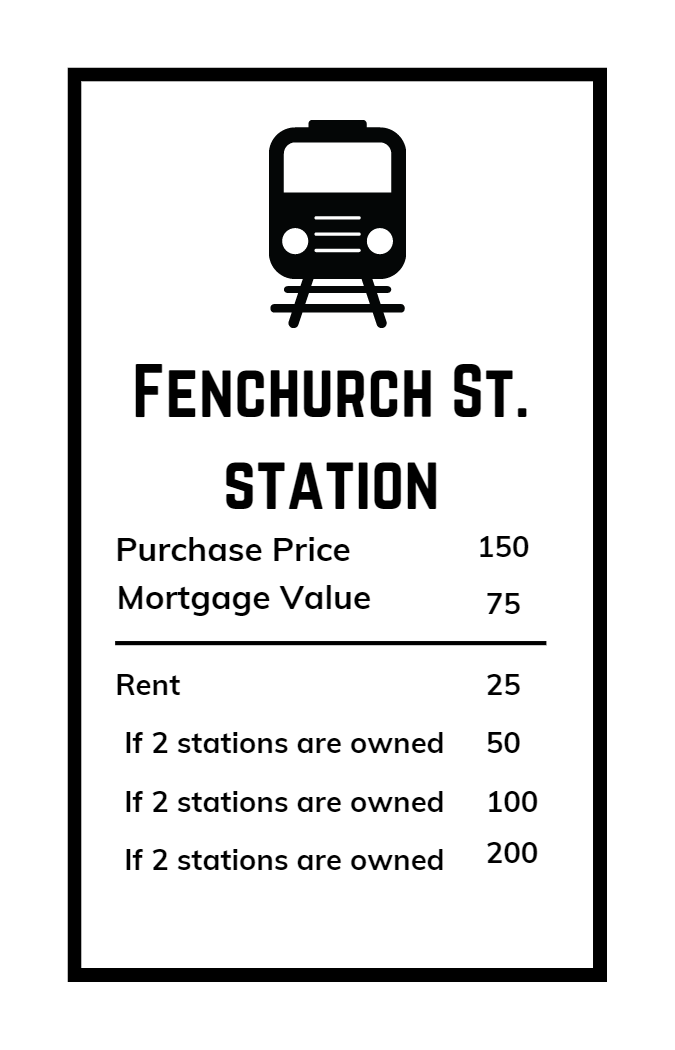 Fenchurch St.
station
Purchase Price 150
Mortgage Value 75
Rent 25
If 2 stations are owned 50
If 2 stations are owned 100
If 2 stations are owned 200